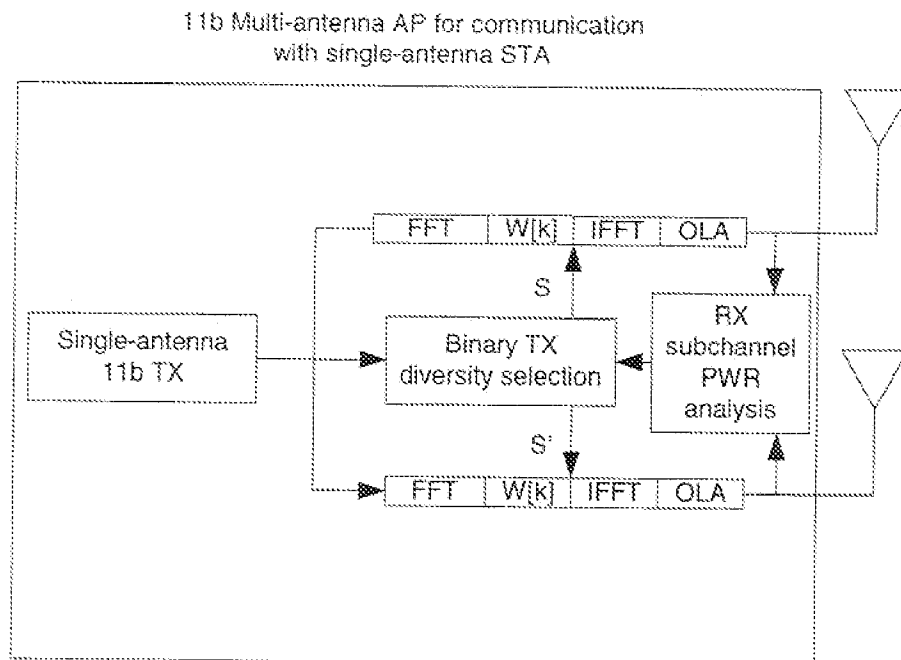 11b Multi-antenna AP for communication
with single-antenna STA
FFT W[k] IFFT OLA
S
Single-antenna
11b TX
Binary TX
diversity selection
RX
subchannel
PWR
analysis
S'
FFT W[k] IFFT OLA